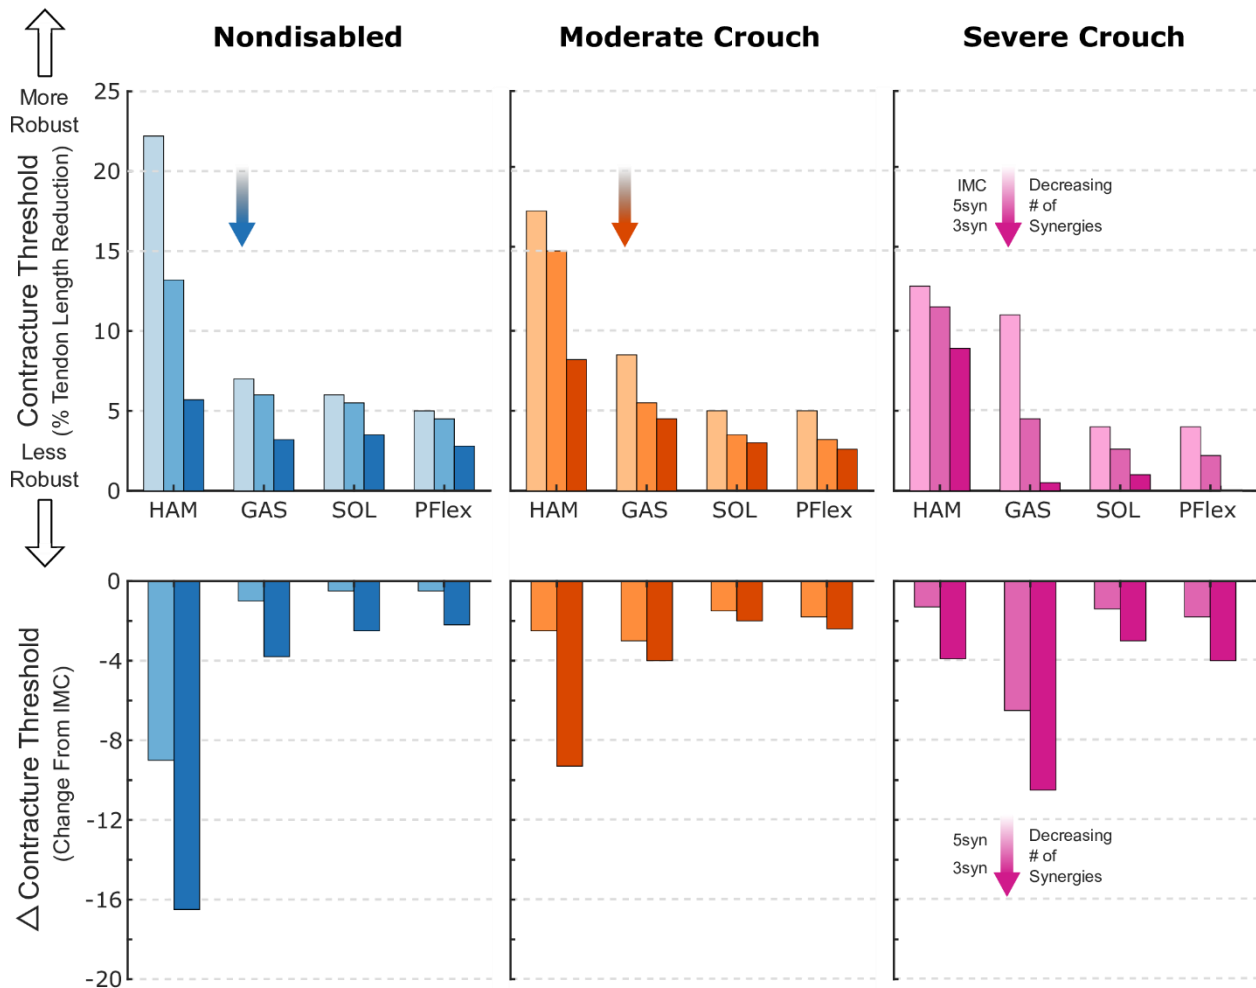 Nondisabled
Moderate Crouch
Severe Crouch
More
Robust
Contracture Threshold
(% Tendon Length Reduction)
Less
Robust
25
20
15
10
5
0
IMC
5syn
3syn
Decreasing
# of
Synergies
HAM
GAS
SOL
PFlex
HAM
GAS
SOL
PFlex
HAM
GAS
SOL
PFlex
Δ Contracture Threshold
(Change From IMC)
0
-4
-8
-12
-16
-20
5syn
3syn
Decreasing
# of
Synergies